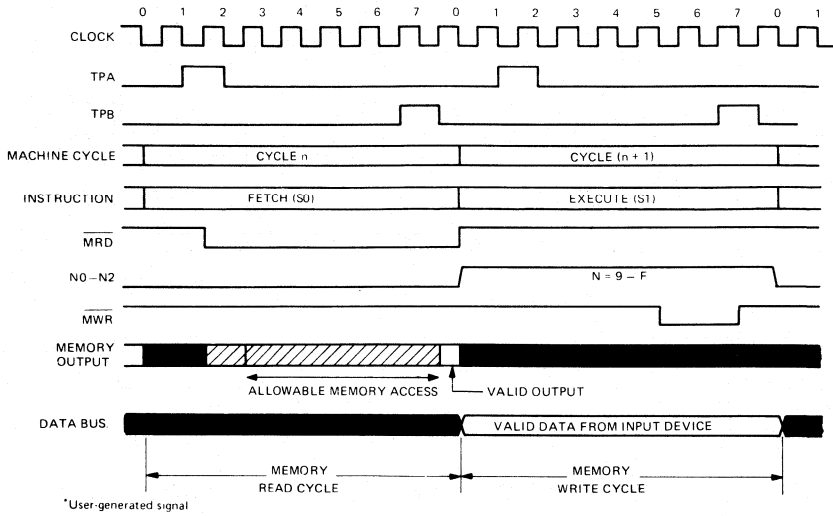 0 1 2 3 4 5 6 7 0 1 2 3 4 5 6 7 0 1
CLOCK
TPA
TPB
MACHINE CYCLE CYCLE n CYCLE (n + 1)
INSTRUCTION FETCH (S0) EXECUTE (S1)
MRD
N0–N2 N = 9 – F
MWR
MEMORY
OUTPUT
ALLOWABLE MEMORY ACCESS VALID OUTPUT
DATA BUS VALID DATA FROM INPUT DEVICE
MEMORY
READ CYCLE
MEMORY
WRITE CYCLE
*User-generated signal